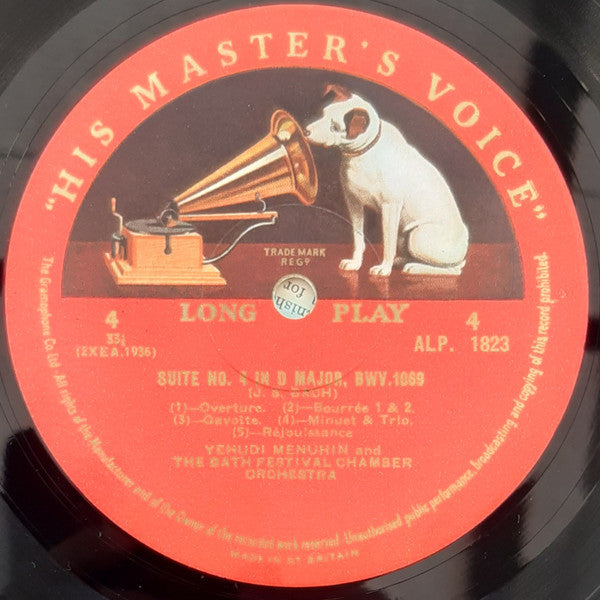 "HIS MASTER'S VOICE"
TRADE MARK
REGD
LONG PLAY
4
33⅓
(2XEA.1936)
4
ALP. 1823
SUITE NO. 4 IN D MAJOR, BWV.1069
(J. S. BACH)
(1)—Overture. (2)—Bourrée 1 & 2.
(3)—Gavotte. (4)—Minuet & Trio.
(5)—Réjouissance
YEHUDI MENUHIN and
THE BATH FESTIVAL CHAMBER
ORCHESTRA
The Gramophone Co. Ltd. All rights of the Manufacturer and of the Owner of the recorded work reserved. Unauthorised public performance, broadcasting and copying of this record prohibited.
MADE IN GT BRITAIN
for